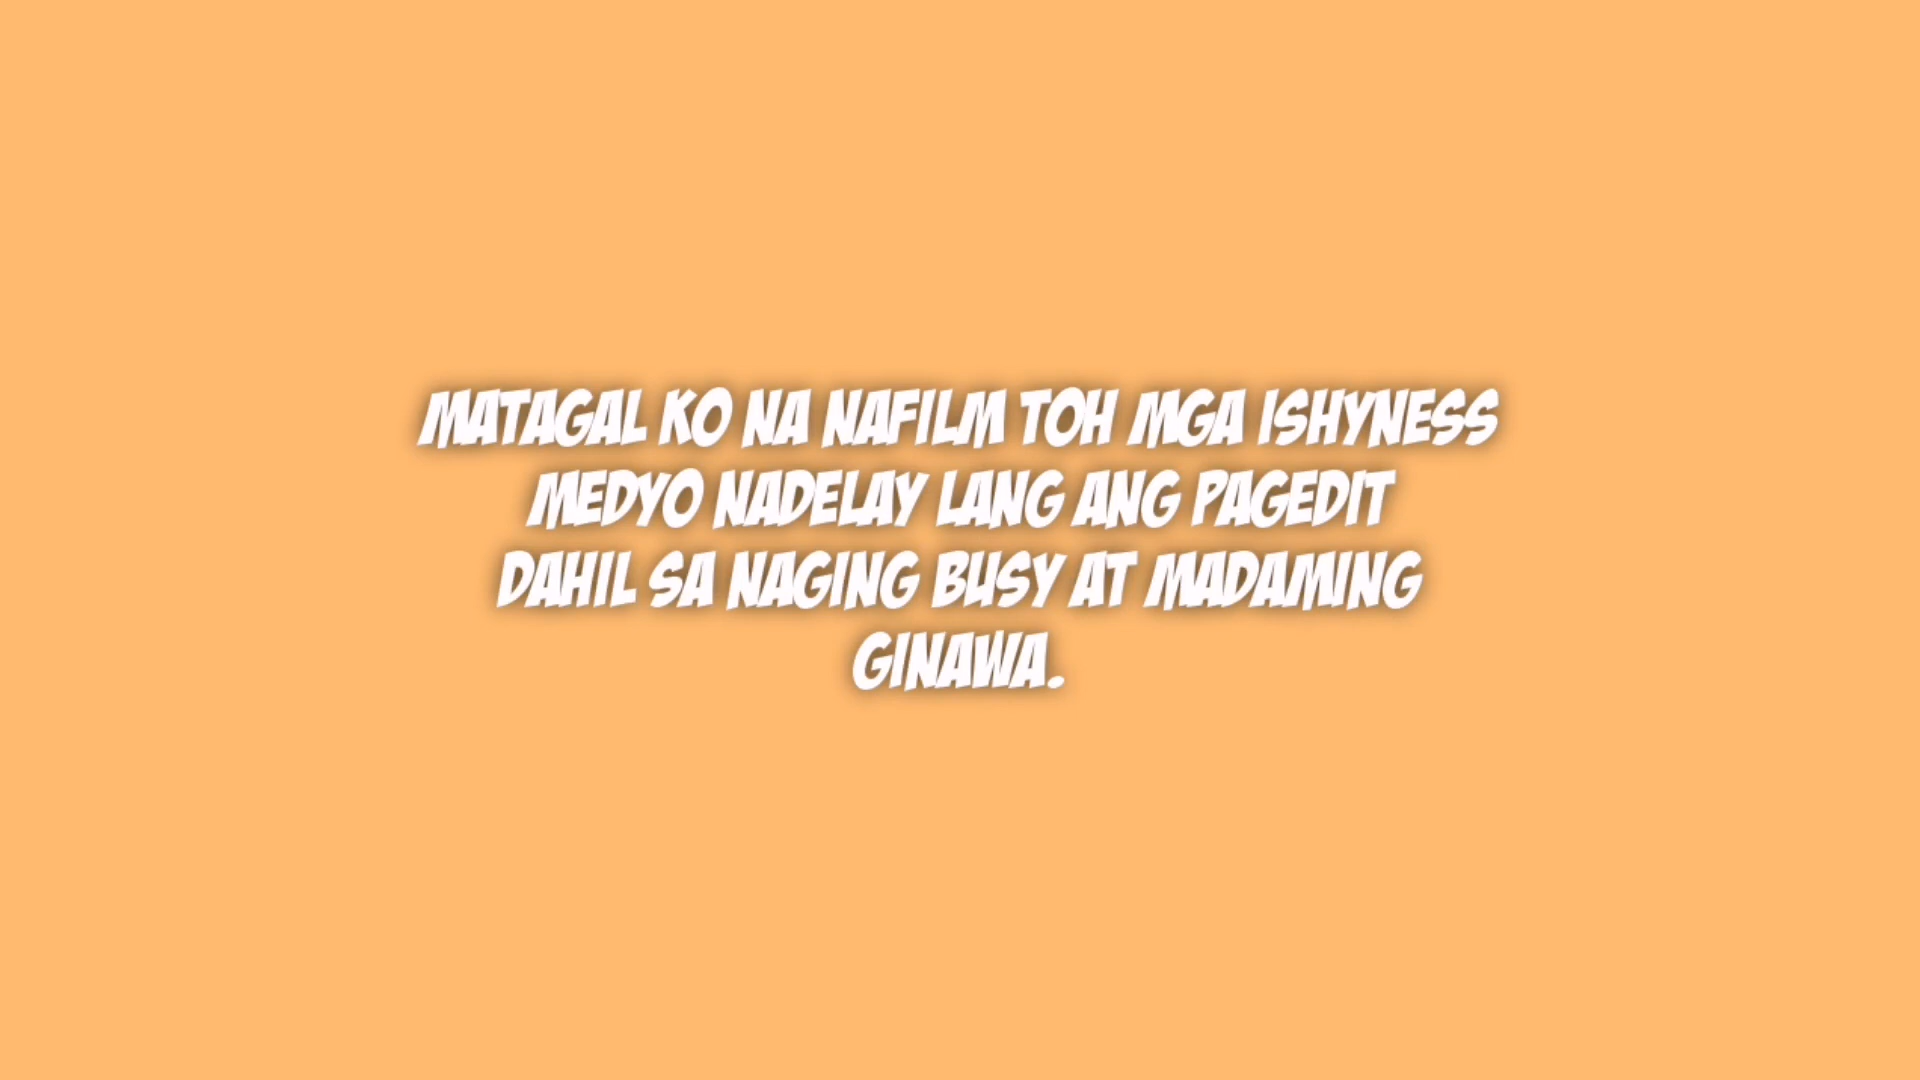 MATAGAL KO NA NAFILM TOH MGA ISHYNESS
MEDYO NADELAY LANG ANG PAGEDIT
DAHIL SA NAGING BUSY AT MADAMING
GINAWA.